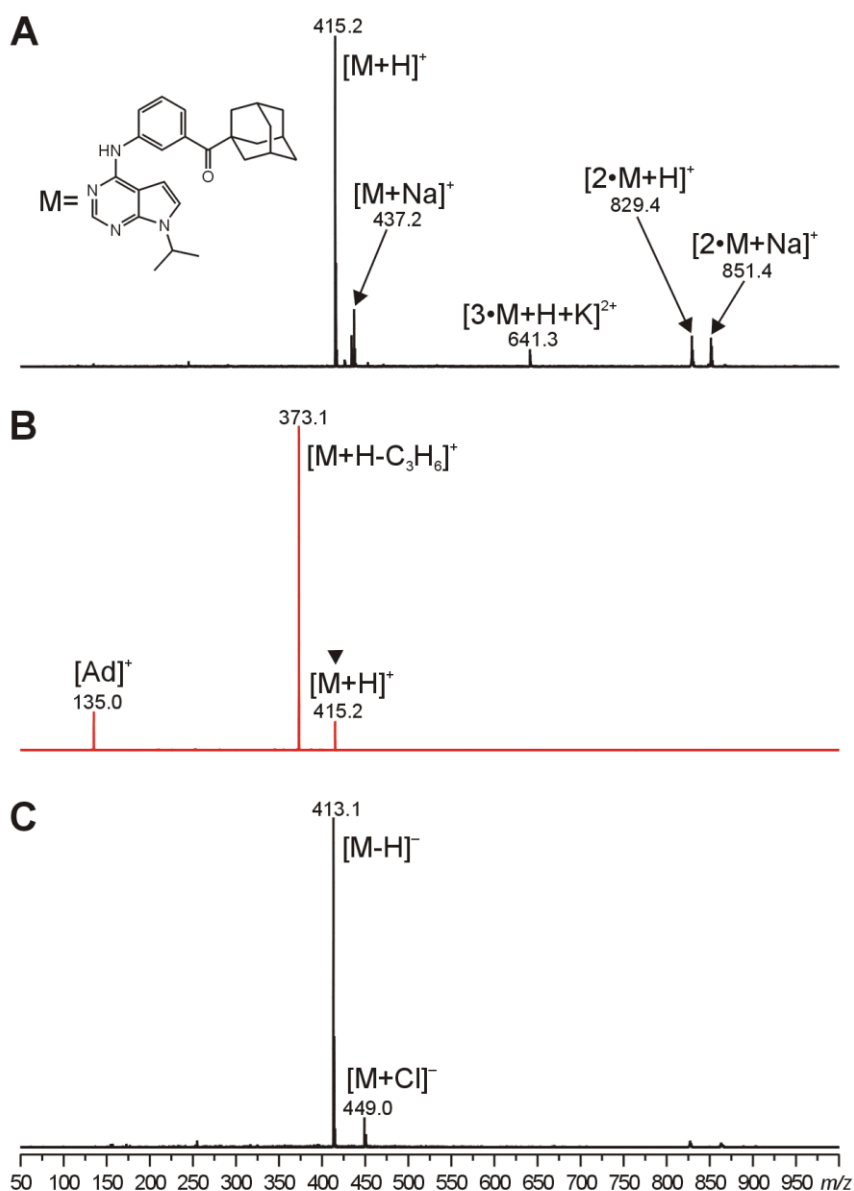 A
415.2
[M+H]⁺
HN
O
M=
N
N
N
[M+Na]⁺
437.2
[3•M+H+K]²⁺
641.3
[2•M+H]⁺
829.4
[2•M+Na]⁺
851.4
B
373.1
[M+H-C₃H₆]⁺
[Ad]⁺
135.0
[M+H]⁺
415.2
C
413.1
[M-H]⁻
[M+Cl]⁻
449.0
50 100 150 200 250 300 350 400 450 500 550 600 650 700 750 800 850 900 950 m/z